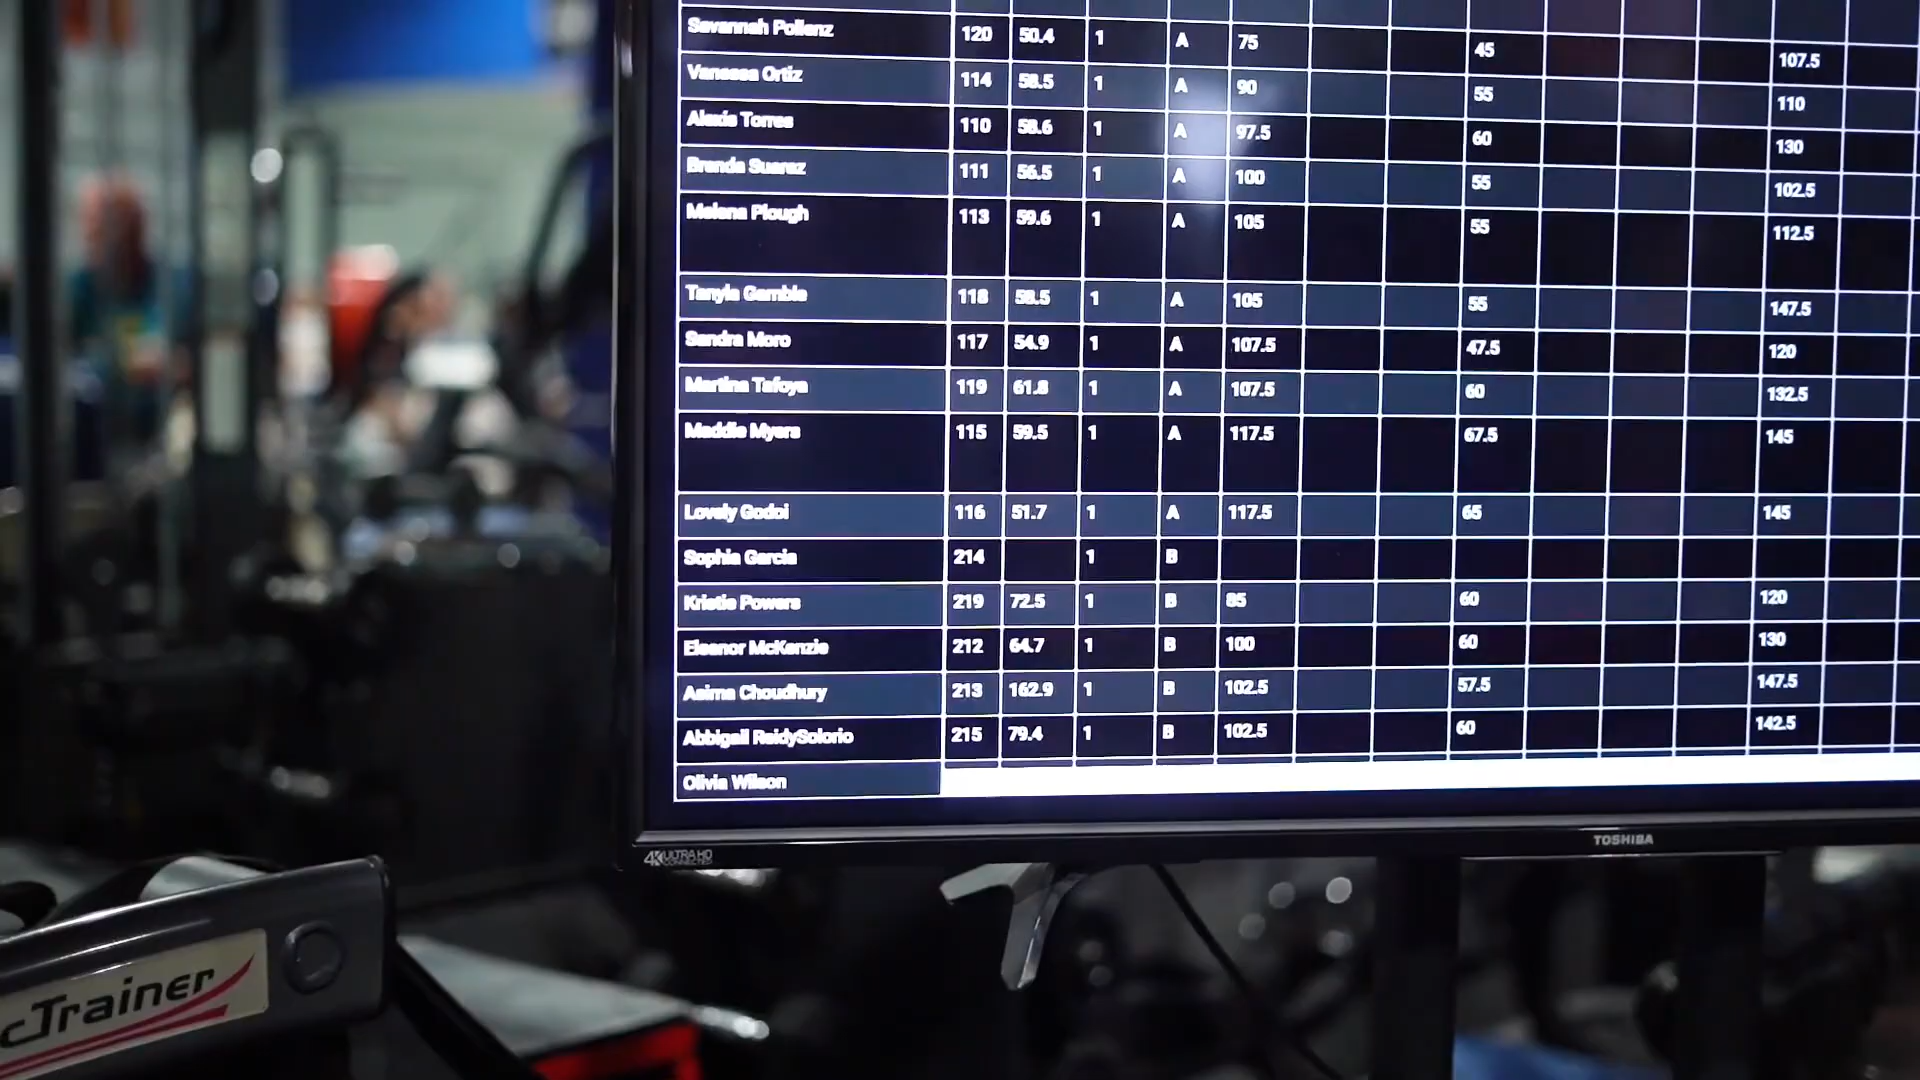 Savannah Pollenz 120 50.4 1 A 75 45 107.5
Vanessa Ortiz 114 58.5 1 A 90 55 110
Alexis Torres 110 58.6 1 A 97.5 60 130
Brenda Suarez 111 56.5 1 A 100 55 102.5
Melena Plough 113 59.6 1 A 105 55 112.5
Tanyla Gamble 118 58.5 1 A 105 55 147.5
Sandra Moro 117 54.9 1 A 107.5 47.5 120
Martina Tafoya 119 61.8 1 A 107.5 60 132.5
Maddie Myers 115 59.5 1 A 117.5 67.5 145
Lovely Godoi 116 51.7 1 A 117.5 65 145
Sophia Garcia 214 1 B
Kristie Powers 219 72.5 1 B 85 60 120
Eleanor McKenzie 212 64.7 1 B 100 60 130
Asima Choudhury 213 162.9 1 B 102.5 57.5 147.5
Abbigail ReidySolorio 215 79.4 1 B 102.5 60 142.5
Olivia Wilson
4K ULTRA HD
CONNECTED
TOSHIBA
cTrainer